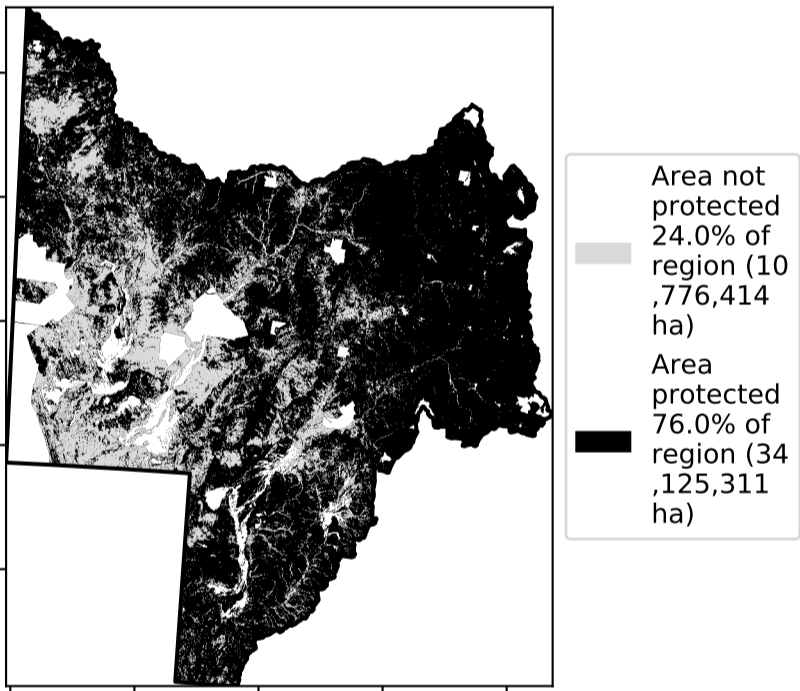 Area not
protected
24.0% of
region (10
,776,414
ha)
Area
protected
76.0% of
region (34
,125,311
ha)